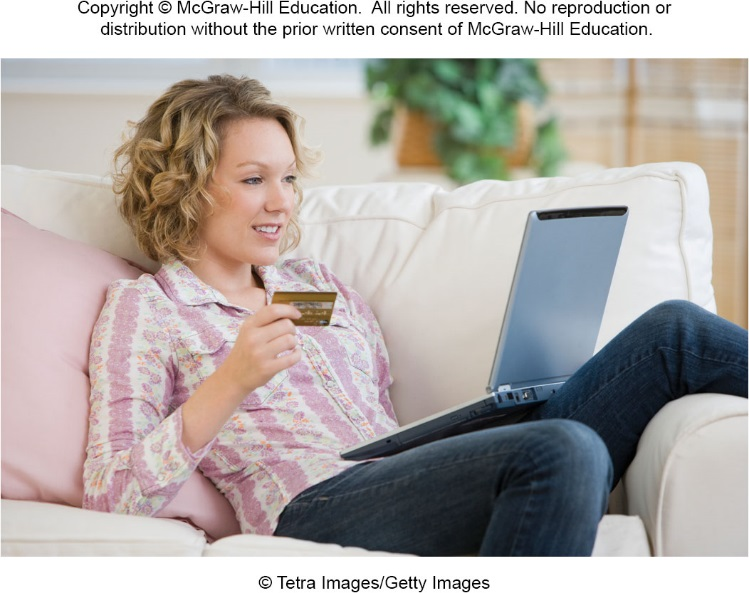 Copyright © McGraw-Hill Education.  All rights reserved. No reproduction or
distribution without the prior written consent of McGraw-Hill Education.
© Tetra Images/Getty Images